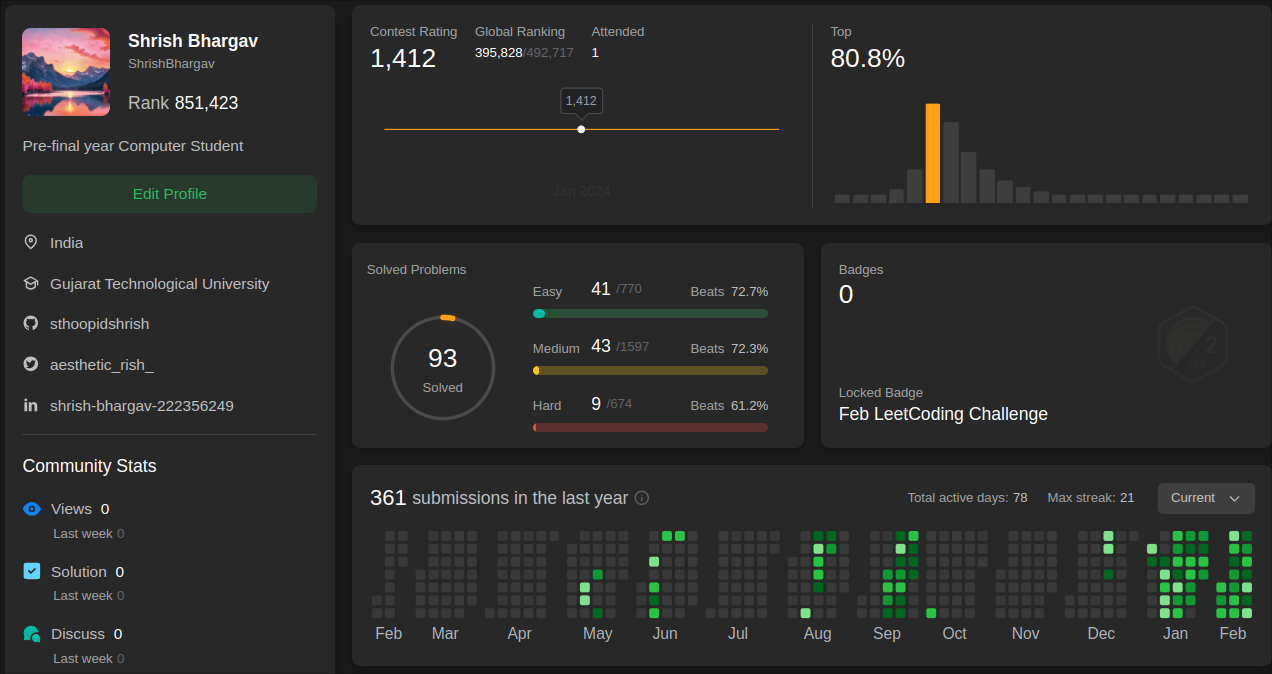 Shrish Bhargav
ShrishBhargav
Rank 851,423
Pre-final year Computer Student
Edit Profile
India
Gujarat Technological University
sthoopidshrish
aesthetic_rish_
shrish-bhargav-222356249
Community Stats
Views 0
Last week 0
Solution 0
Last week 0
Discuss 0
Last week 0
Contest Rating
1,412
Global Ranking
395,828/492,717
Attended
1
1,412
Jan 2024
Top
80.8%
Solved Problems
93
Solved
Easy 41 /770 Beats 72.7%
Medium 43 /1597 Beats 72.3%
Hard 9 /674 Beats 61.2%
Badges
0
2
FEB
Locked Badge
Feb LeetCoding Challenge
361 submissions in the last year
Total active days: 78 Max streak: 21 Current
Feb Mar Apr May Jun Jul Aug Sep Oct Nov Dec Jan Feb